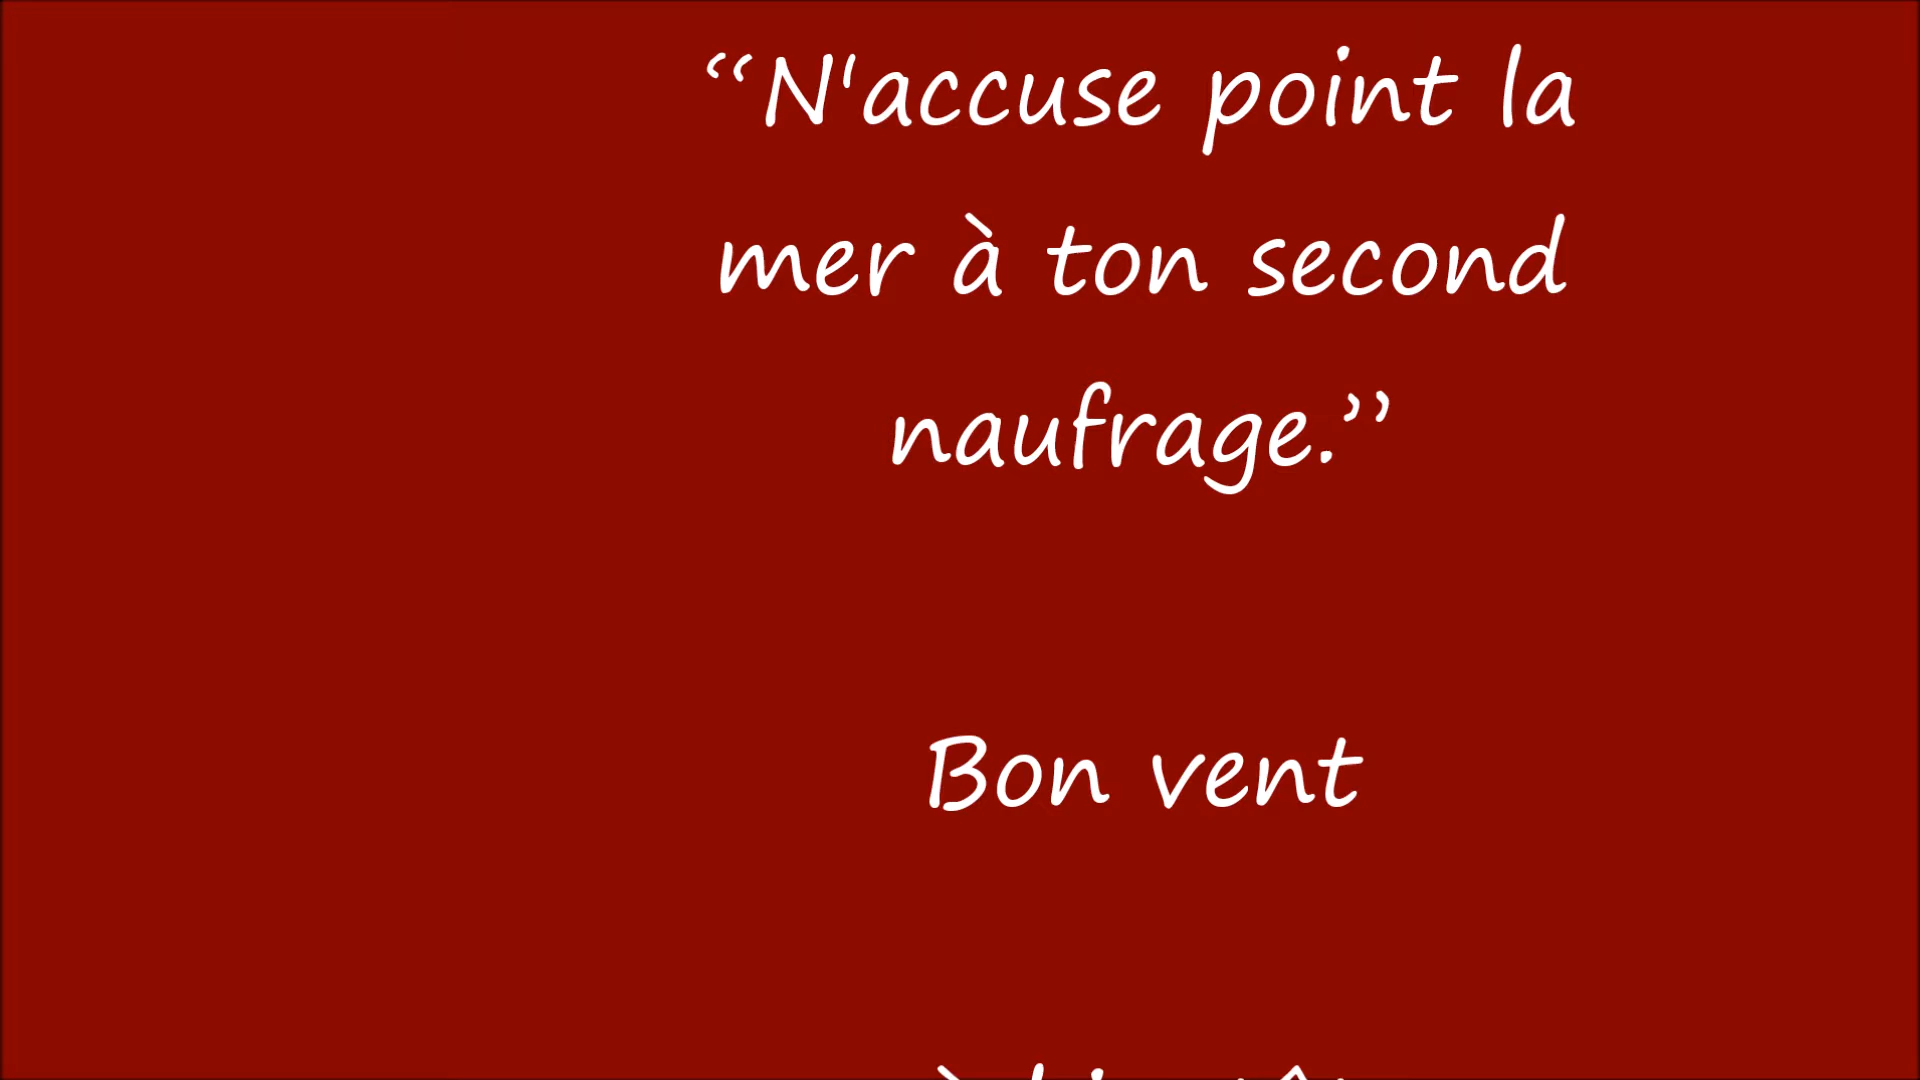 “N'accuse point la
mer à ton second
naufrage.”
Bon vent